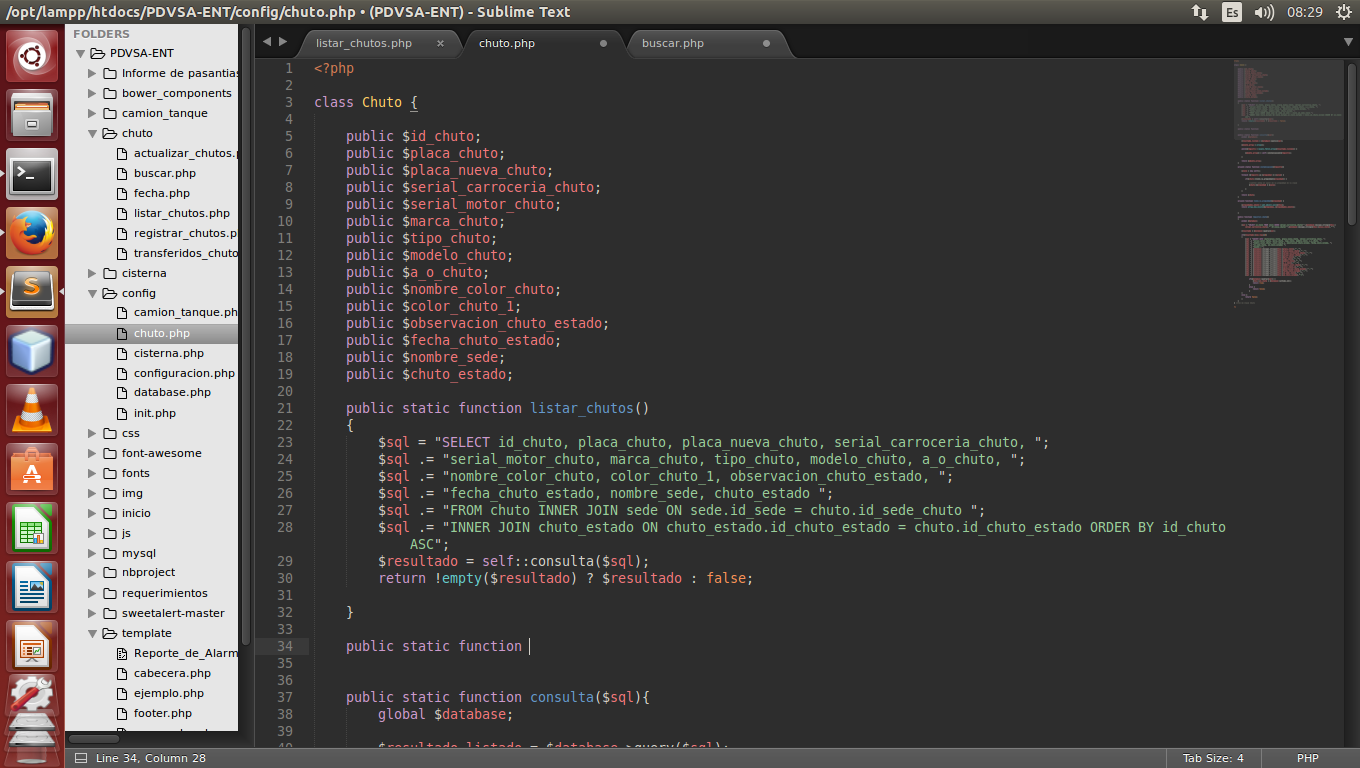 /opt/lampp/htdocs/PDVSA-ENT/config/chuto.php • (PDVSA-ENT) - Sublime Text
Es
08:29
FOLDERS
PDVSA-ENT
Informe de pasantias
bower_components
camion_tanque
chuto
actualizar_chutos.
buscar.php
fecha.php
listar_chutos.php
registrar_chutos.p
transferidos_chuto
cisterna
config
camion_tanque.ph
chuto.php
cisterna.php
configuracion.php
database.php
init.php
css
font-awesome
fonts
img
inicio
js
mysql
nbproject
requerimientos
sweetalert-master
template
Reporte_de_Alarm
cabecera.php
ejemplo.php
footer.php
listar_chutos.php ×
chuto.php
buscar.php
1 <?php
2
3 class Chuto {
4
5 public $id_chuto;
6 public $placa_chuto;
7 public $placa_nueva_chuto;
8 public $serial_carroceria_chuto;
9 public $serial_motor_chuto;
10 public $marca_chuto;
11 public $tipo_chuto;
12 public $modelo_chuto;
13 public $a_o_chuto;
14 public $nombre_color_chuto;
15 public $color_chuto_1;
16 public $observacion_chuto_estado;
17 public $fecha_chuto_estado;
18 public $nombre_sede;
19 public $chuto_estado;
20
21 public static function listar_chutos()
22 {
23 $sql = "SELECT id_chuto, placa_chuto, placa_nueva_chuto, serial_carroceria_chuto, ";
24 $sql .= "serial_motor_chuto, marca_chuto, tipo_chuto, modelo_chuto, a_o_chuto, ";
25 $sql .= "nombre_color_chuto, color_chuto_1, observacion_chuto_estado, ";
26 $sql .= "fecha_chuto_estado, nombre_sede, chuto_estado ";
27 $sql .= "FROM chuto INNER JOIN sede ON sede.id_sede = chuto.id_sede_chuto ";
28 $sql .= "INNER JOIN chuto_estado ON chuto_estado.id_chuto_estado = chuto.id_chuto_estado ORDER BY id_chuto
ASC";
29 $resultado = self::consulta($sql);
30 return !empty($resultado) ? $resultado : false;
31
32 }
33
34 public static function
35
36
37 public static function consulta($sql){
38 global $database;
39
40 $resultado_listado = $database->query($sql);
Line 34, Column 28
Tab Size: 4
PHP